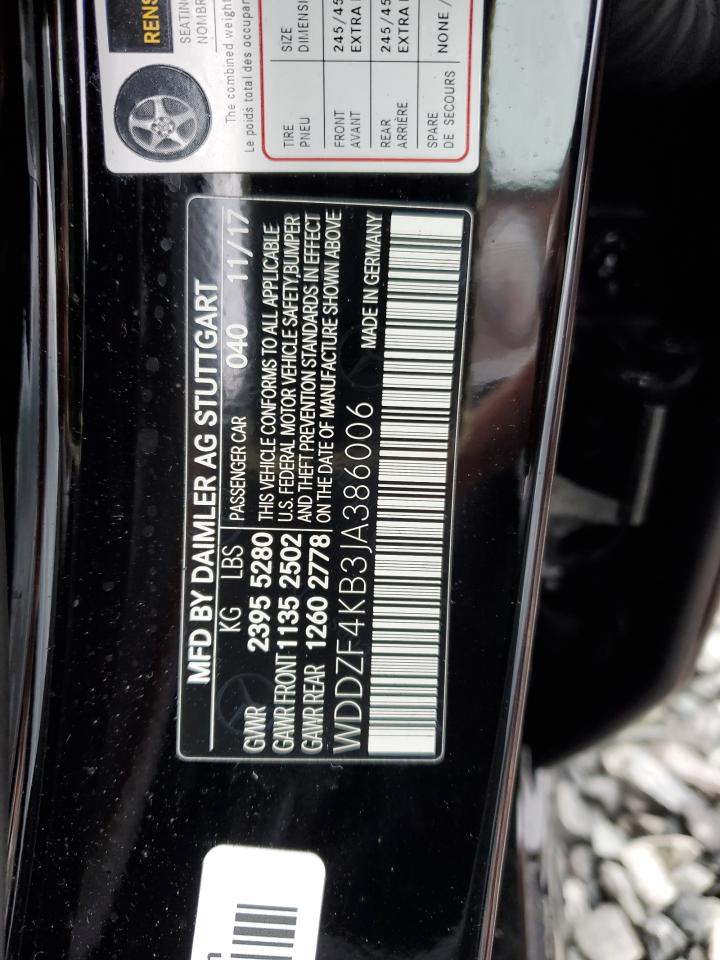 RENS
SEATIN
NOMBR
The combined weight
Le poids total des occupan
TIRE
PNEU
SIZE
DIMENSI
FRONT
AVANT
245/45
EXTRA
REAR
ARRIÈRE
245/45
EXTRA
SPARE
DE SECOURS
NONE /
MFD BY DAIMLER AG STUTTGART
KG LBS
PASSENGER CAR 040 11/17
GVWR 2395 5280
GAWR FRONT 1135 2502
GAWR REAR 1260 2778
THIS VEHICLE CONFORMS TO ALL APPLICABLE
U.S. FEDERAL MOTOR VEHICLE SAFETY,BUMPER
AND THEFT PREVENTION STANDARDS IN EFFECT
ON THE DATE OF MANUFACTURE SHOWN ABOVE
WDDZF4KB3JA386006
MADE IN GERMANY